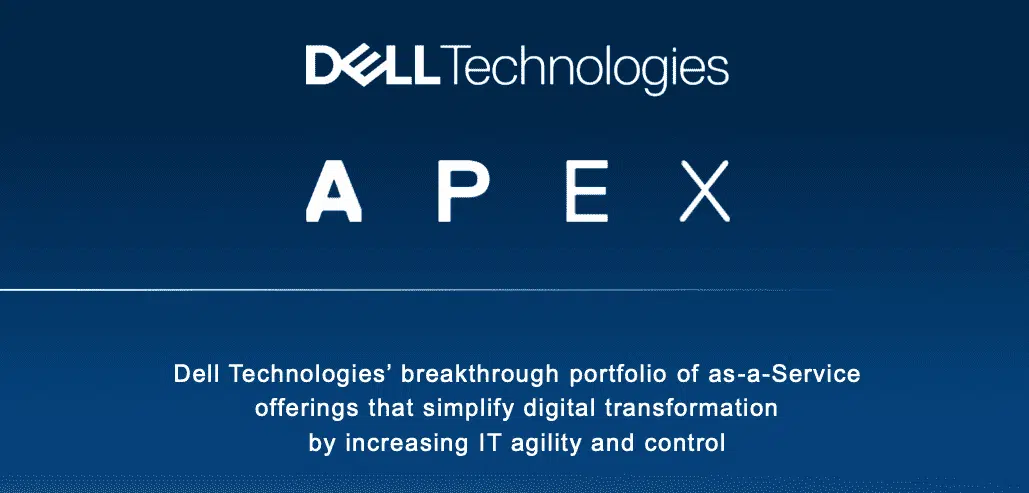 DELLTechnologies
APEX
Dell Technologies’ breakthrough portfolio of as-a-Service
offerings that simplify digital transformation
by increasing IT agility and control